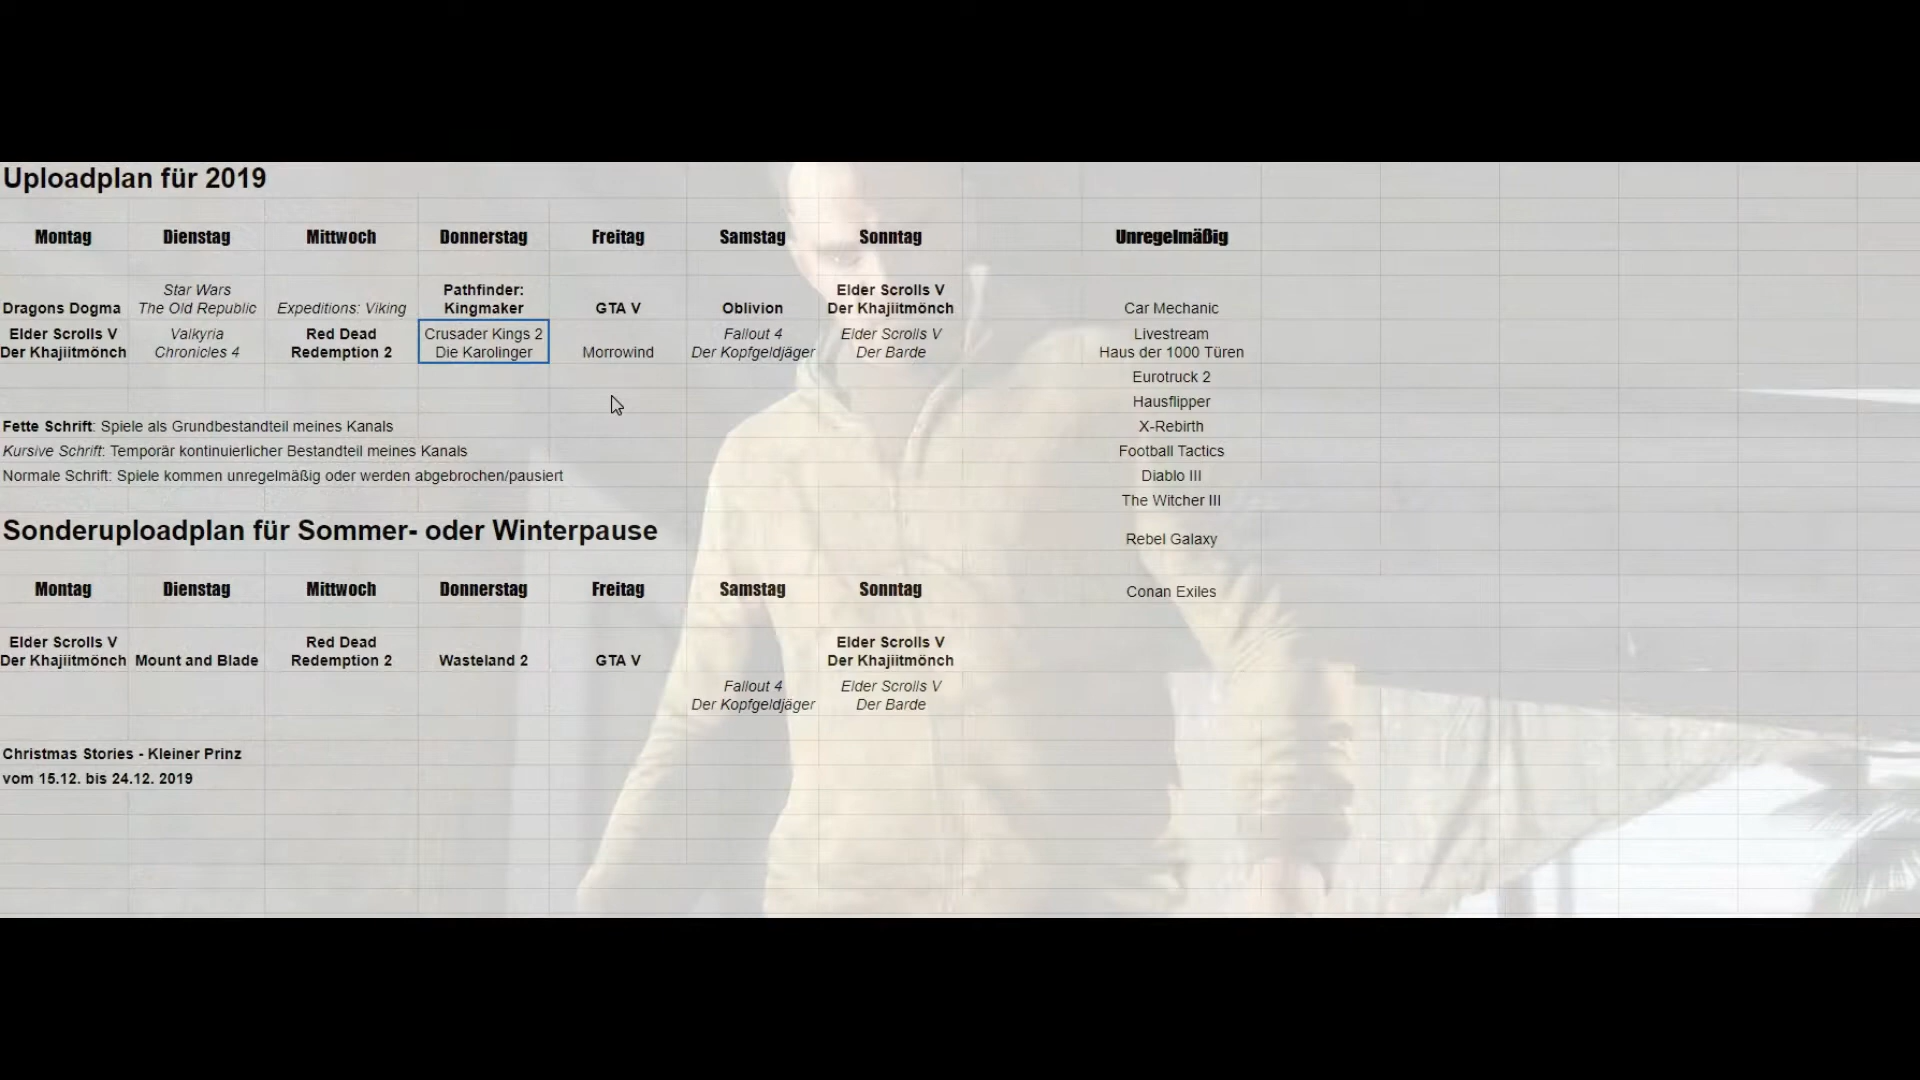 Uploadplan für 2019
Montag Dienstag Mittwoch Donnerstag Freitag Samstag Sonntag Unregelmäßig
Star Wars Pathfinder: Elder Scrolls V
Dragons Dogma The Old Republic Expeditions: Viking Kingmaker GTA V Oblivion Der Khajiitmönch Car Mechanic
Elder Scrolls V Valkyria Red Dead Crusader Kings 2 Fallout 4 Elder Scrolls V Livestream
Der Khajiitmönch Chronicles 4 Redemption 2 Die Karolinger Morrowind Der Kopfgeldjäger Der Barde Haus der 1000 Türen
Eurotruck 2
Hausflipper
Fette Schrift: Spiele als Grundbestandteil meines Kanals X-Rebirth
Kursive Schrift: Temporär kontinuierlicher Bestandteil meines Kanals Football Tactics
Normale Schrift: Spiele kommen unregelmäßig oder werden abgebrochen/pausiert Diablo III
The Witcher III
Sonderuploadplan für Sommer- oder Winterpause
Rebel Galaxy
Montag Dienstag Mittwoch Donnerstag Freitag Samstag Sonntag
Conan Exiles
Elder Scrolls V Red Dead Elder Scrolls V
Der Khajiitmönch Mount and Blade Redemption 2 Wasteland 2 GTA V Der Khajiitmönch
Fallout 4 Elder Scrolls V
Der Kopfgeldjäger Der Barde
Christmas Stories - Kleiner Prinz
vom 15.12. bis 24.12. 2019